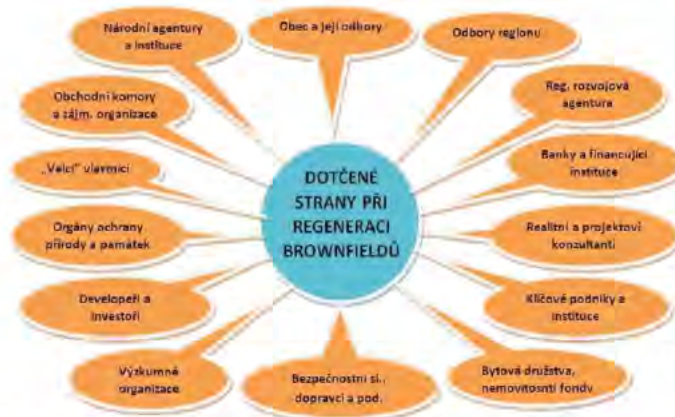 Národní agentury
a instituce
Obec a její odbory
Odbory regionu
Obchodní komory
a zájm. organizace
Reg. rozvojová
agentura
„Velcí“ vlastníci
Banky a financující
instituce
DOTČENÉ
STRANY PŘI
REGENERACI
BROWNFIELDŮ
Orgány ochrany
přírody a památek
Realitní a projektoví
konzultanti
Developeři a
investoři
Klíčové podniky a
instituce
Výzkumné
organizace
Bezpečnostní sl.,
dopravci a pod.
Bytová družstva,
nemovitostní fondy